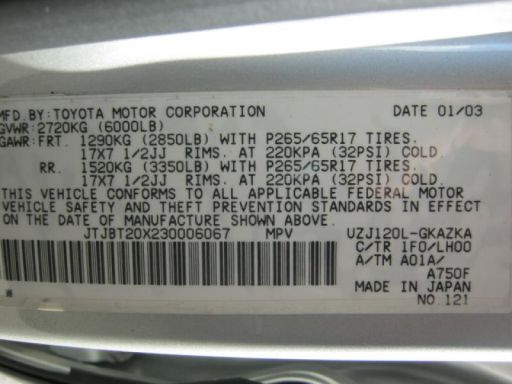 MFD. BY: TOYOTA MOTOR CORPORATION DATE 01/03
GVWR: 2720KG (6000LB)
GAWR: FRT. 1290KG (2850LB) WITH P265/65R17 TIRES.
17X7 1/2JJ RIMS. AT 220KPA (32PSI) COLD
RR. 1520KG (3350LB) WITH P265/65R17 TIRES.
17X7 1/2JJ RIMS. AT 220KPA (32PSI) COLD
THIS VEHICLE CONFORMS TO ALL APPLICABLE FEDERAL MOTOR
VEHICLE SAFETY AND THEFT PREVENTION STANDARDS IN EFFECT
ON THE DATE OF MANUFACTURE SHOWN ABOVE.
JTJBT20X230006067 MPV UZJ120L-GKAZKA
C/TR 1F0/LH00
A/TM A01A/
A750F
MADE IN JAPAN
NO. 121